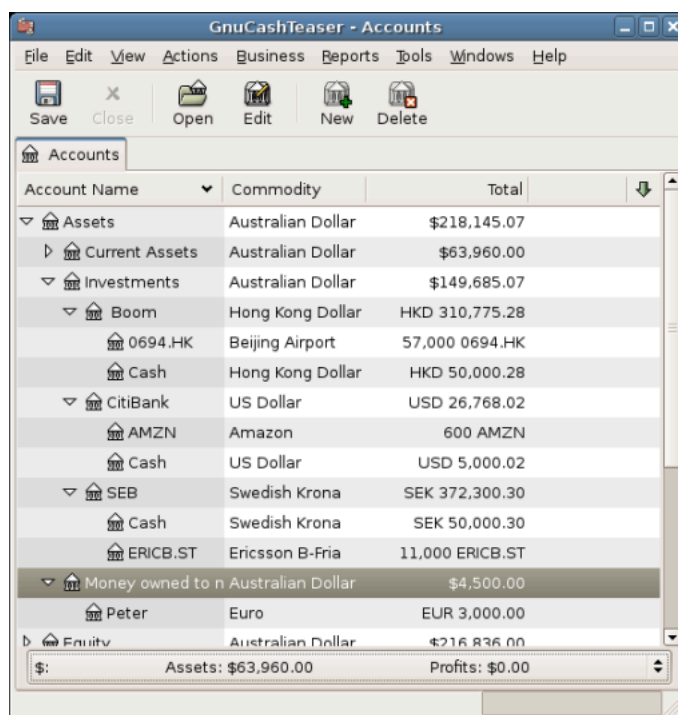 GnuCashTeaser - Accounts
File Edit View Actions Business Reports Tools Windows Help
Save Close Open Edit New Delete
Accounts
Account Name Commodity Total
Assets Australian Dollar $218,145.07
Current Assets Australian Dollar $63,960.00
Investments Australian Dollar $149,685.07
Boom Hong Kong Dollar HKD 310,775.28
0694.HK Beijing Airport 57,000 0694.HK
Cash Hong Kong Dollar HKD 50,000.28
CitiBank US Dollar USD 26,768.02
AMZN Amazon 600 AMZN
Cash US Dollar USD 5,000.02
SEB Swedish Krona SEK 372,300.30
Cash Swedish Krona SEK 50,000.30
ERICB.ST Ericsson B-Fria 11,000 ERICB.ST
Money owned to n Australian Dollar $4,500.00
Peter Euro EUR 3,000.00
Equity Australian Dollar $216,836.00
$: Assets: $63,960.00 Profits: $0.00